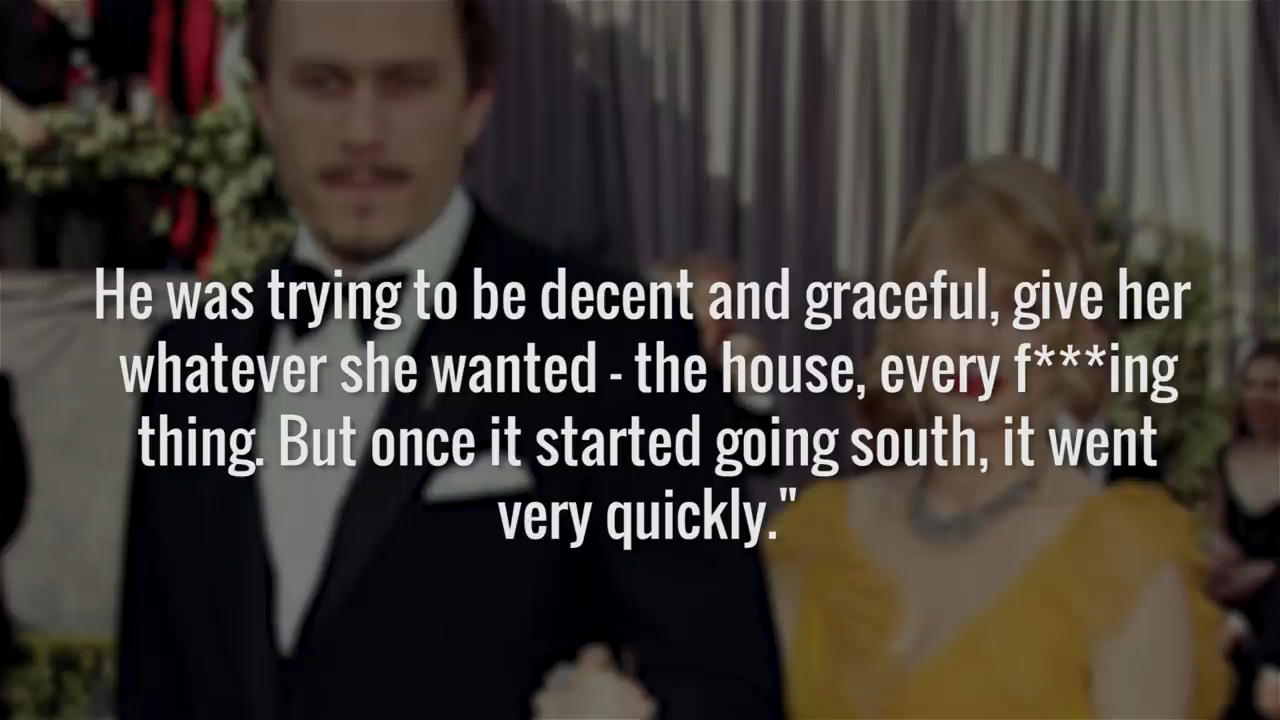 He was trying to be decent and graceful, give her
whatever she wanted - the house, every f***ing
thing. But once it started going south, it went
very quickly."